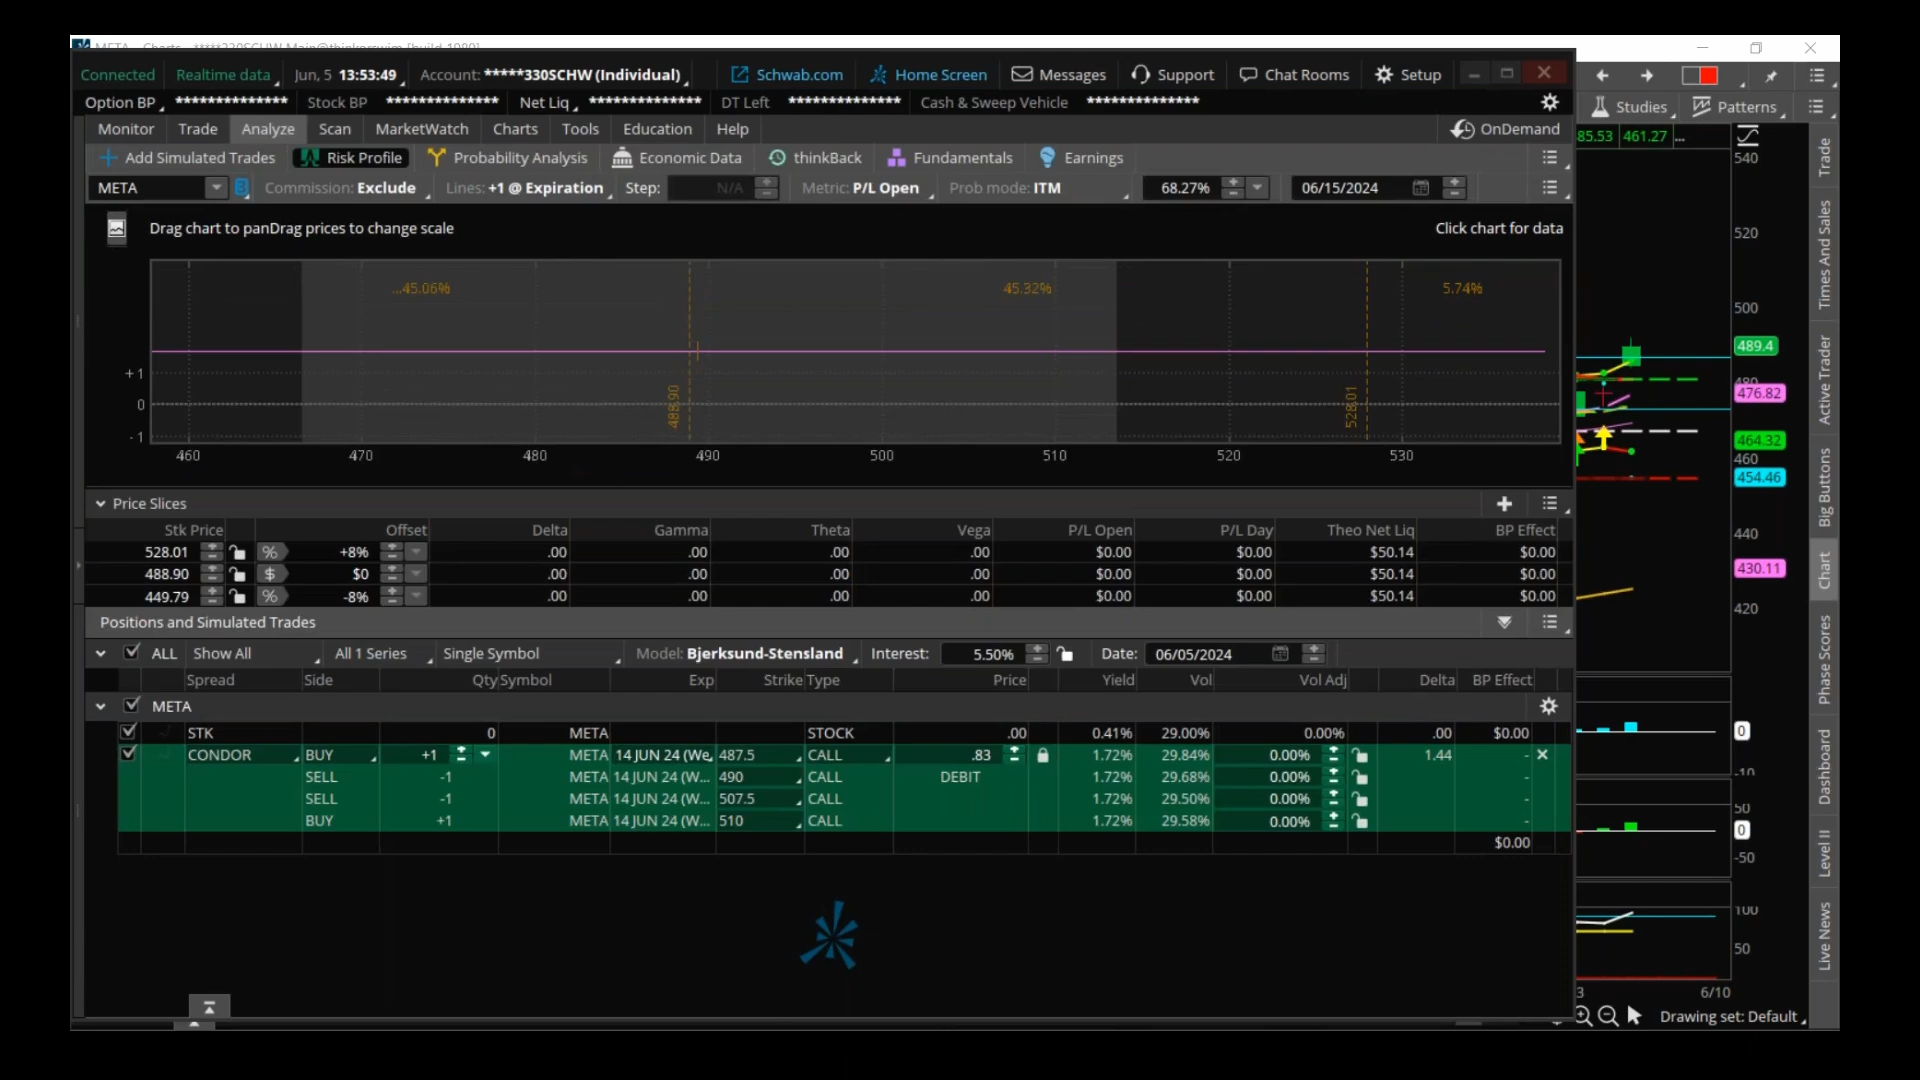 META - Charts - *****330SCHW Main@thinkorswim [build 1980]
Connected Realtime data Jun, 5 13:53:49 Account: *****330SCHW (Individual) Schwab.com Home Screen Messages Support Chat Rooms Setup
Option BP ************** Stock BP ************** Net Liq ************** DT Left ************** Cash & Sweep Vehicle **************
Studies Patterns
Monitor Trade Analyze Scan MarketWatch Charts Tools Education Help OnDemand
85.53 461.27 ...
Add Simulated Trades Risk Profile Probability Analysis Economic Data thinkBack Fundamentals Earnings
META 3 Commission: Exclude Lines: +1 @ Expiration Step: N/A Metric: P/L Open Prob mode: ITM 68.27% 06/15/2024
Drag chart to panDrag prices to change scale Click chart for data
...45.06% 45.32% 5.74%
+1
0
-1
488.90 528.01
460 470 480 490 500 510 520 530
Price Slices
Stk Price Offset Delta Gamma Theta Vega P/L Open P/L Day Theo Net Liq BP Effect
528.01 % +8% .00 .00 .00 .00 $0.00 $0.00 $50.14 $0.00
488.90 $ $0 .00 .00 .00 .00 $0.00 $0.00 $50.14 $0.00
449.79 % -8% .00 .00 .00 .00 $0.00 $0.00 $50.14 $0.00
Positions and Simulated Trades
ALL Show All All 1 Series Single Symbol Model: Bjerksund-Stensland Interest: 5.50% Date: 06/05/2024
Spread Side Qty Symbol Exp Strike Type Price Yield Vol Vol Adj Delta BP Effect
META
STK 0 META STOCK .00 0.41% 29.00% 0.00% .00 $0.00
CONDOR BUY +1 META 14 JUN 24 (We 487.5 CALL .83 1.72% 29.84% 0.00% 1.44 -
SELL -1 META 14 JUN 24 (W... 490 CALL DEBIT 1.72% 29.68% 0.00% -
SELL -1 META 14 JUN 24 (W... 507.5 CALL 1.72% 29.50% 0.00% -
BUY +1 META 14 JUN 24 (W... 510 CALL 1.72% 29.58% 0.00% -
$0.00
540
520
500
489.4
480
476.82
464.32
460
454.46
440
430.11
420
0
-10
50
0
-50
100
50
3 6/10
Drawing set: Default
Trade
Times And Sales
Active Trader
Big Buttons
Chart
Phase Scores
Dashboard
Level II
Live News